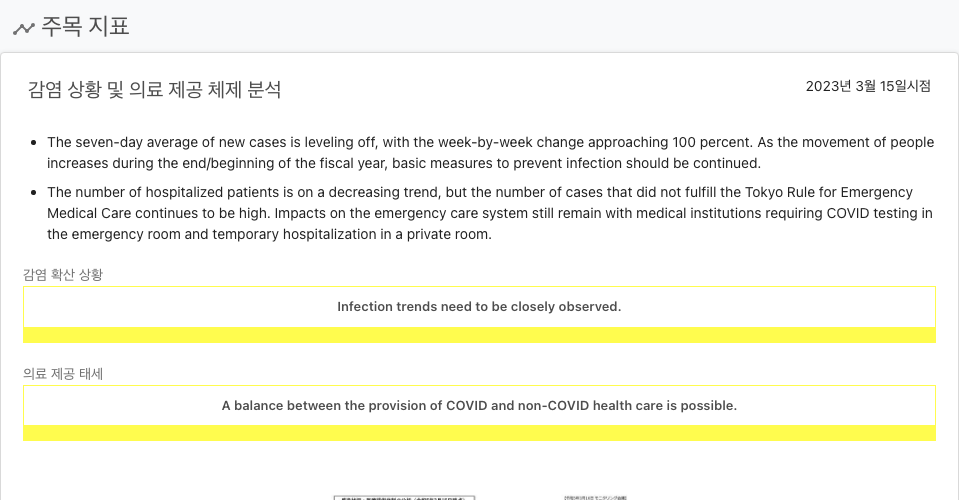 주목 지표
감염 상황 및 의료 제공 체제 분석
2023년 3월 15일시점
The seven-day average of new cases is leveling off, with the week-by-week change approaching 100 percent. As the movement of people
increases during the end/beginning of the fiscal year, basic measures to prevent infection should be continued.
The number of hospitalized patients is on a decreasing trend, but the number of cases that did not fulfill the Tokyo Rule for Emergency
Medical Care continues to be high. Impacts on the emergency care system still remain with medical institutions requiring COVID testing in
the emergency room and temporary hospitalization in a private room.
감염 확산 상황
Infection trends need to be closely observed.
의료 제공 태세
A balance between the provision of COVID and non-COVID health care is possible.